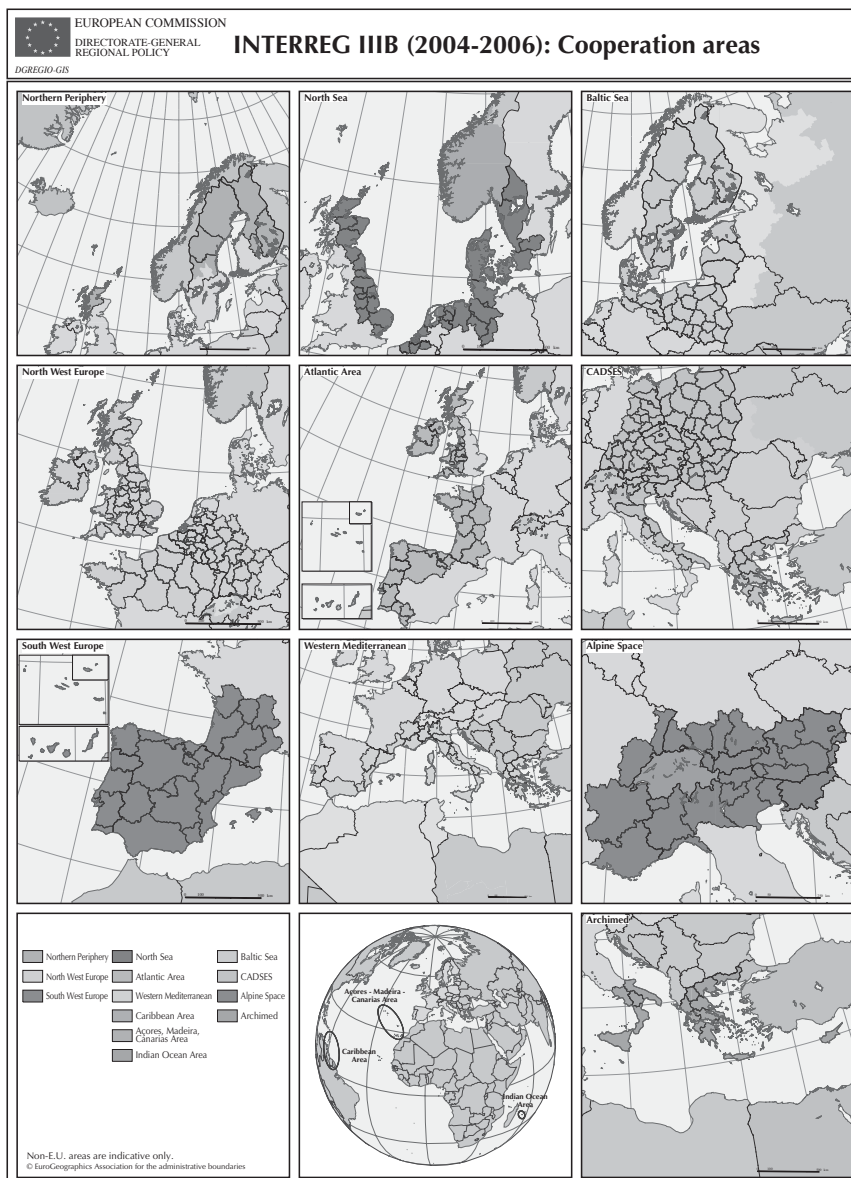 EUROPEAN COMMISSION
DIRECTORATE-GENERAL
REGIONAL POLICY
DGREGIO-GIS
INTERREG IIIB (2004-2006): Cooperation areas
Northern Periphery
North Sea
Baltic Sea
North West Europe
Atlantic Area
CADSES
South West Europe
Western Mediterranean
Alpine Space
Northern Periphery
North Sea
Baltic Sea
North West Europe
Atlantic Area
CADSES
South West Europe
Western Mediterranean
Alpine Space
Caribbean Area
Archimed
Açores, Madeira,
Canarias Area
Indian Ocean Area
Non-E.U. areas are indicative only.
© EuroGeographics Association for the administrative boundaries
Açores - Madeira -
Canarias Area
Caribbean
Area
Indian Ocean
Area
Archimed